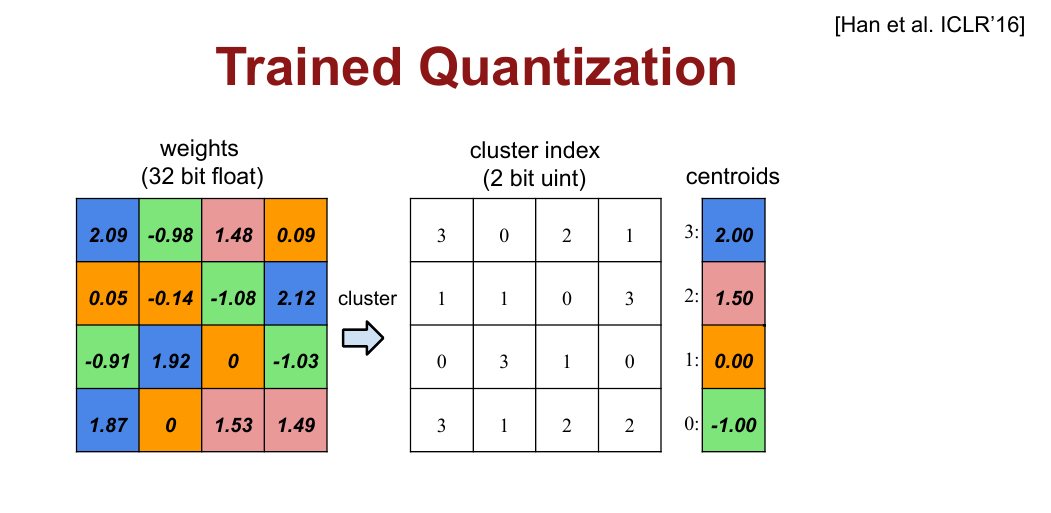 [Han et al. ICLR’16]
Trained Quantization
weights
(32 bit float)
cluster index
(2 bit uint)
centroids
2.09 -0.98 1.48 0.09
3 0 2 1
3: 2.00
0.05 -0.14 -1.08 2.12
cluster
1 1 0 3
2: 1.50
-0.91 1.92 0 -1.03
0 3 1 0
1: 0.00
1.87 0 1.53 1.49
3 1 2 2
0: -1.00